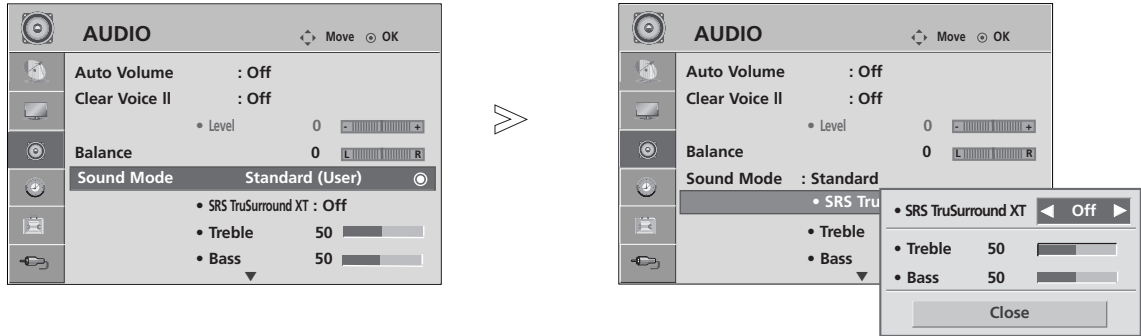 AUDIO Move OK
Auto Volume : Off
Clear Voice ll : Off
• Level 0 - +
Balance 0 L R
Sound Mode Standard (User)
• SRS TruSurround XT : Off
• Treble 50
• Bass 50
AUDIO Move OK
Auto Volume : Off
Clear Voice ll : Off
• Level 0 - +
Balance 0 L R
Sound Mode : Standard
• SRS Tru
• Treble
• Bass
• SRS TruSurround XT Off
• Treble 50
• Bass 50
Close